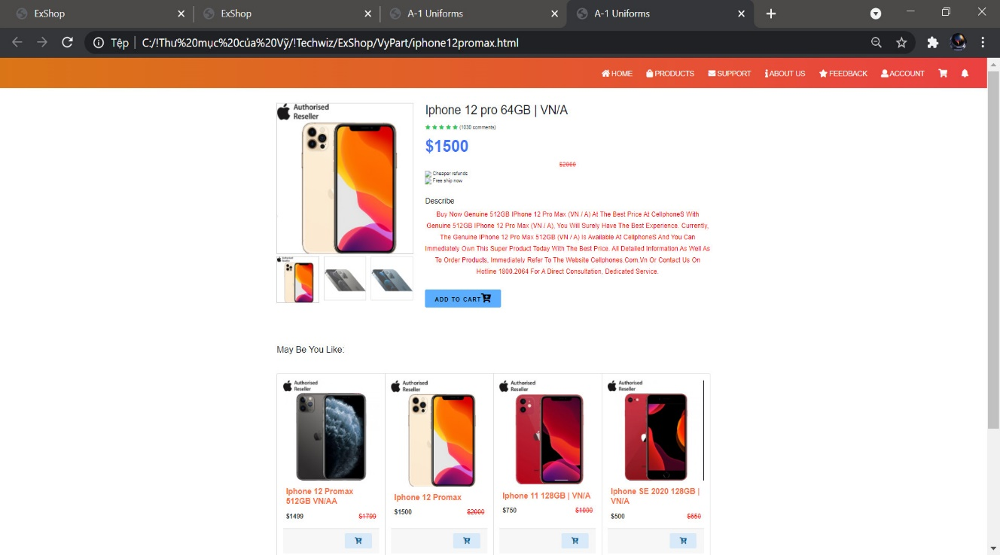 ExShop
ExShop
A-1 Uniforms
A-1 Uniforms
Tệp
C:/!Thư%20mục%20của%20Vỹ/!Techwiz/ExShop/VyPart/iphone12promax.html
HOME PRODUCTS SUPPORT ABOUT US FEEDBACK ACCOUNT
Authorised
Reseller
Iphone 12 pro 64GB | VN/A
(1030 comments)
$1500
$2000
Cheaper refunds
Free ship now
Describe
Buy Now Genuine 512GB IPhone 12 Pro Max (VN / A) At The Best Price At CellphoneS With
Genuine 512GB IPhone 12 Pro Max (VN / A), You Will Surely Have The Best Experience. Currently,
The Genuine IPhone 12 Pro Max 512GB (VN / A) Is Available At CellphoneS And You Can
Immediately Own This Super Product Today With The Best Price. All Detailed Information As Well As
To Order Products, Immediately Refer To The Website Cellphones.Com.Vn Or Contact Us On
Hotline 1800.2064 For A Direct Consultation, Dedicated Service.
Authorised
Reseller
ADD TO CART
May Be You Like:
Authorised
Reseller
Authorised
Reseller
Authorised
Reseller
Authorised
Reseller
Iphone 12 Promax
512GB VN/AA
$1499 $1799
Iphone 12 Promax
$1500 $2000
Iphone 11 128GB | VN/A
$750 $1000
Iphone SE 2020 128GB |
VN/A
$500 $650